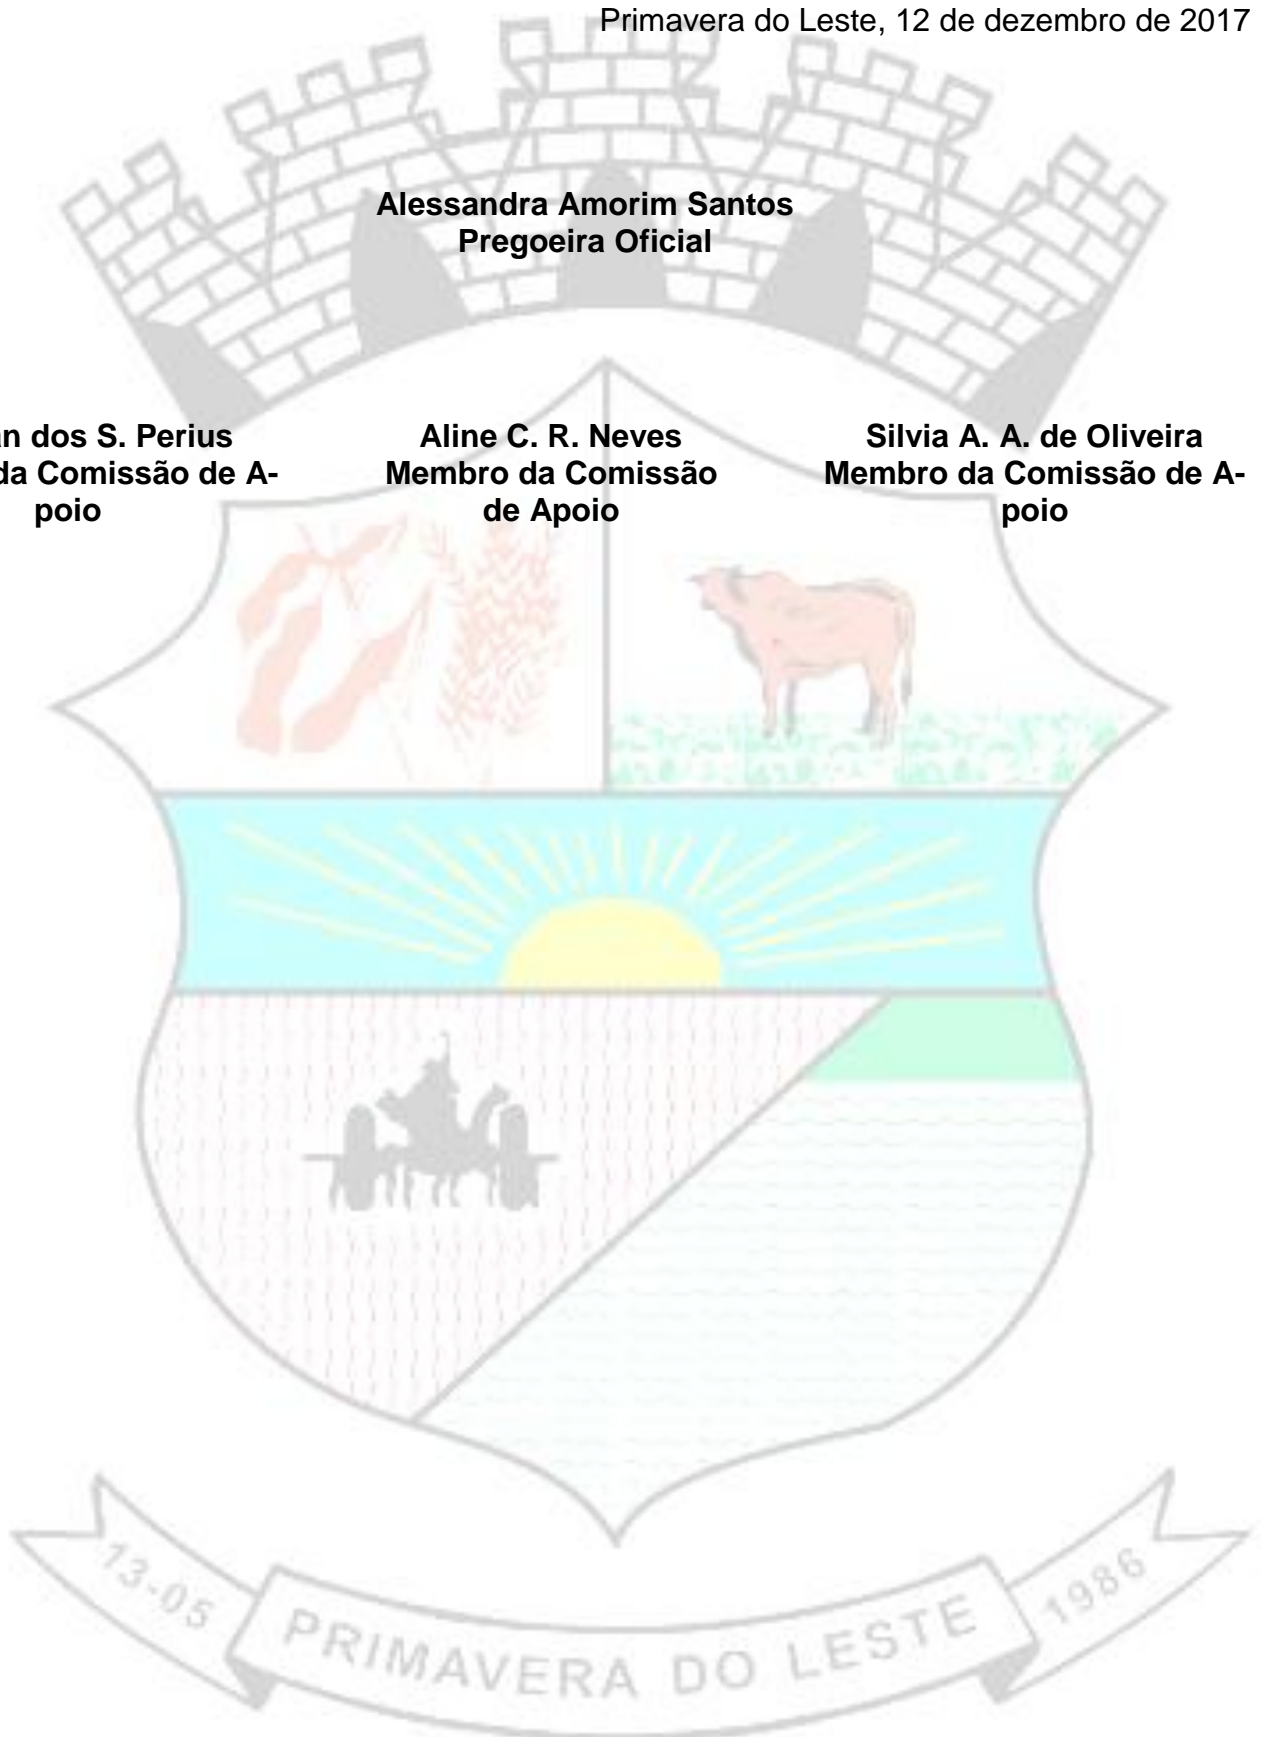 Primavera do Leste, 12 de dezembro de 2017
Alessandra Amorim Santos
Pregoeira Oficial
dos S. Perius
da Comissão de A-
poio
Aline C. R. Neves
Membro da Comissão
de Apoio
Silvia A. A. de Oliveira
Membro da Comissão de A-
poio
13-05 PRIMAVERA DO LESTE 1986